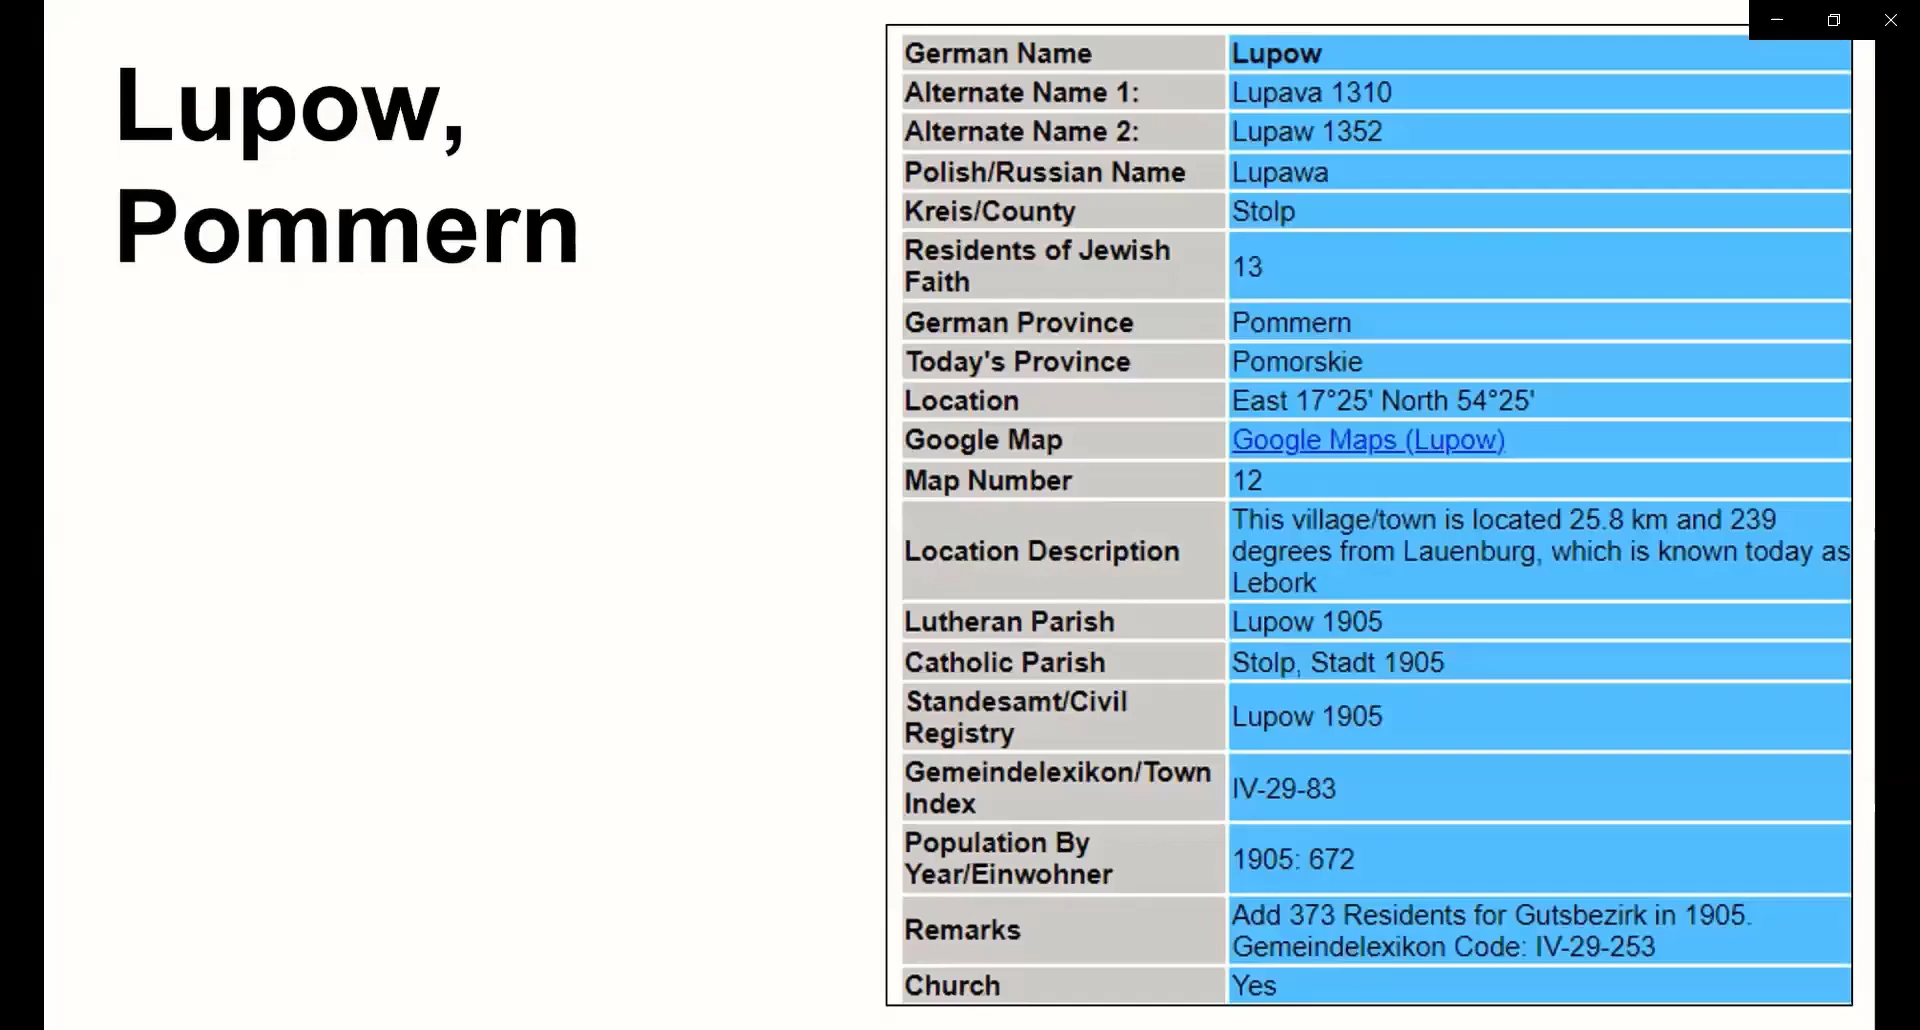 Lupow,
Pommern
German Name Lupow
Alternate Name 1: Lupava 1310
Alternate Name 2: Lupaw 1352
Polish/Russian Name Lupawa
Kreis/County Stolp
Residents of Jewish
Faith
13
German Province Pommern
Today's Province Pomorskie
Location East 17°25' North 54°25'
Google Map Google Maps (Lupow)
Map Number 12
Location Description
This village/town is located 25.8 km and 239
degrees from Lauenburg, which is known today as
Lebork
Lutheran Parish Lupow 1905
Catholic Parish Stolp, Stadt 1905
Standesamt/Civil
Registry
Lupow 1905
Gemeindelexikon/Town
Index
IV-29-83
Population By
Year/Einwohner
1905: 672
Remarks
Add 373 Residents for Gutsbezirk in 1905.
Gemeindelexikon Code: IV-29-253
Church Yes